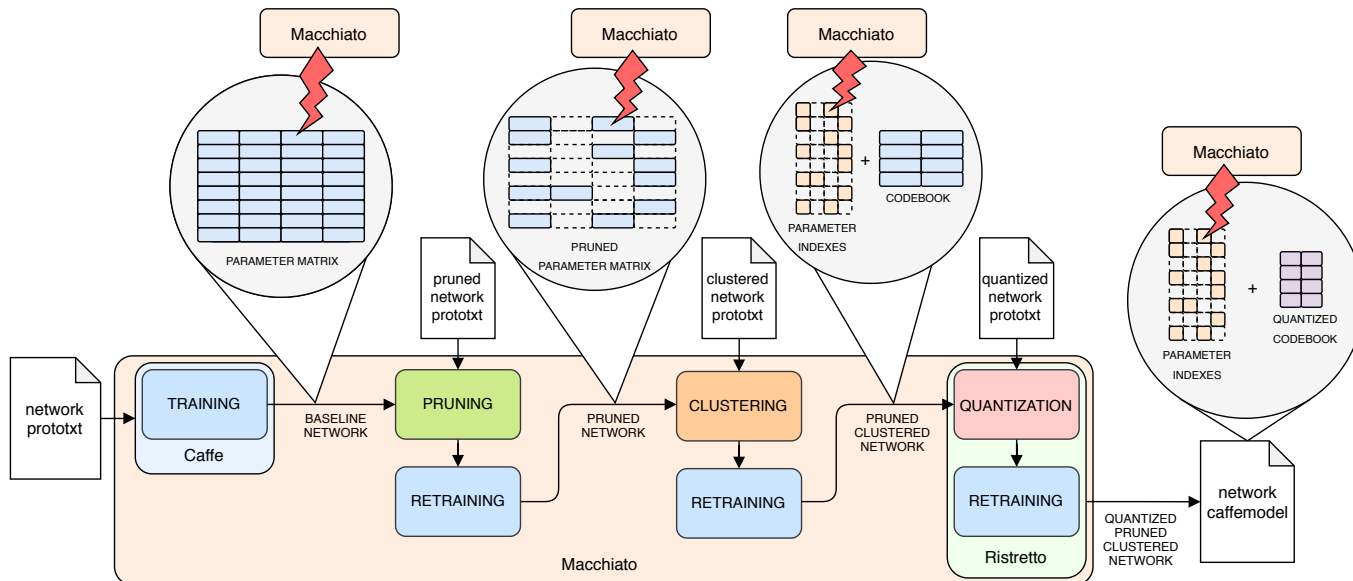 Macchiato
Macchiato
Macchiato
Macchiato
PARAMETER MATRIX
PRUNED
PARAMETER MATRIX
+
CODEBOOK
PARAMETER
INDEXES
+
QUANTIZED
CODEBOOK
PARAMETER
INDEXES
pruned
network
prototxt
clustered
network
prototxt
quantized
network
prototxt
network
prototxt
TRAINING
Caffe
BASELINE
NETWORK
PRUNING
RETRAINING
PRUNED
NETWORK
CLUSTERING
RETRAINING
PRUNED
CLUSTERED
NETWORK
QUANTIZATION
RETRAINING
Ristretto
QUANTIZED
PRUNED
CLUSTERED
NETWORK
network
caffemodel
Macchiato